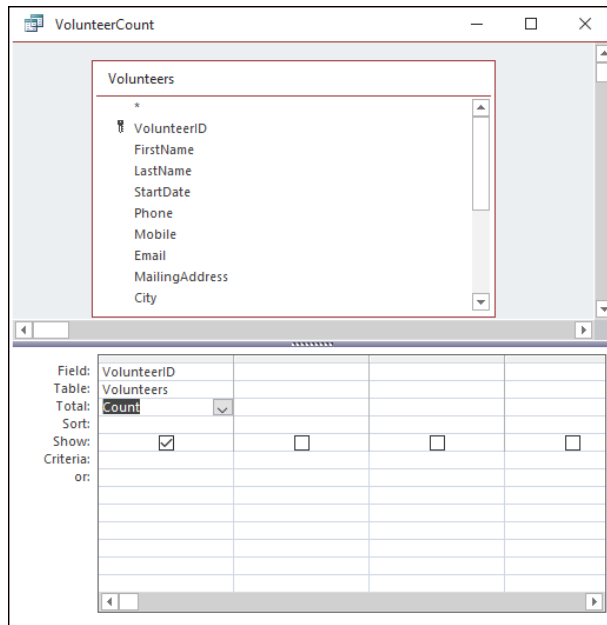 VolunteerCount
Volunteers
*
VolunteerID
FirstName
LastName
StartDate
Phone
Mobile
Email
MailingAddress
City
Field: VolunteerID
Table: Volunteers
Total: Count
Sort:
Show:
Criteria:
or: